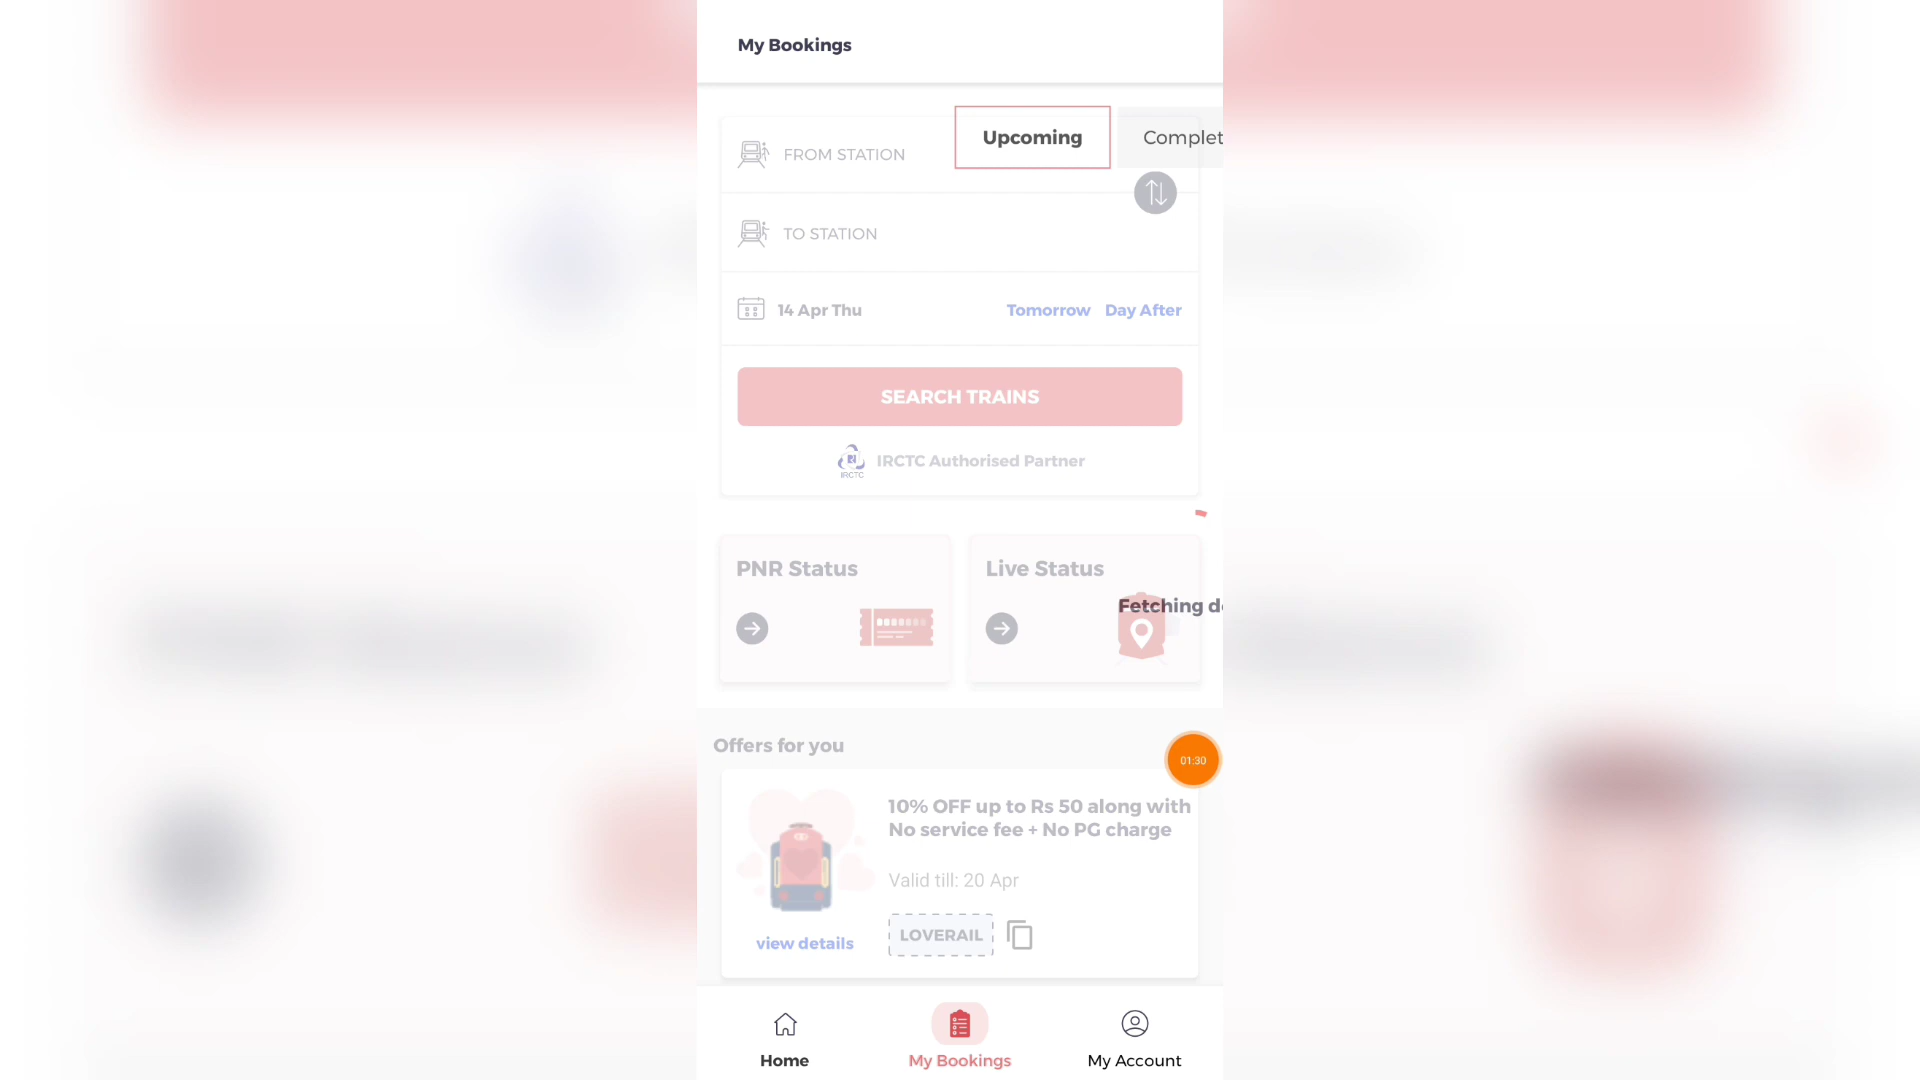 My Bookings
Upcoming
Complet
FROM STATION
TO STATION
14 Apr Thu
Tomorrow Day After
SEARCH TRAINS
IRCTC
IRCTC Authorised Partner
PNR Status
Live Status
Fetching d
Offers for you
01:30
10% OFF up to Rs 50 along with
No service fee + No PG charge
Valid till: 20 Apr
LOVERAIL
view details
Home
My Bookings
My Account